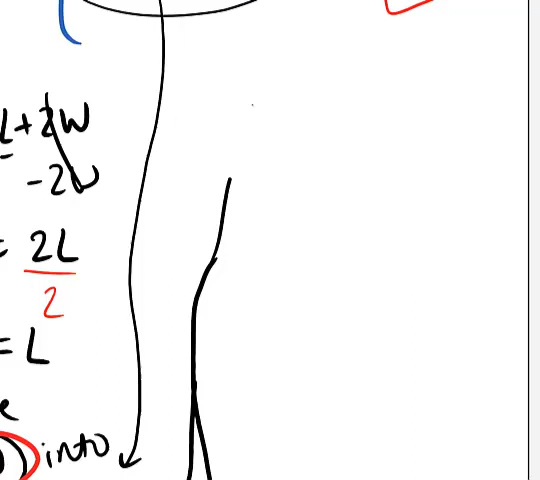 L + 2W
- 2W
= 2L
2
= L
into